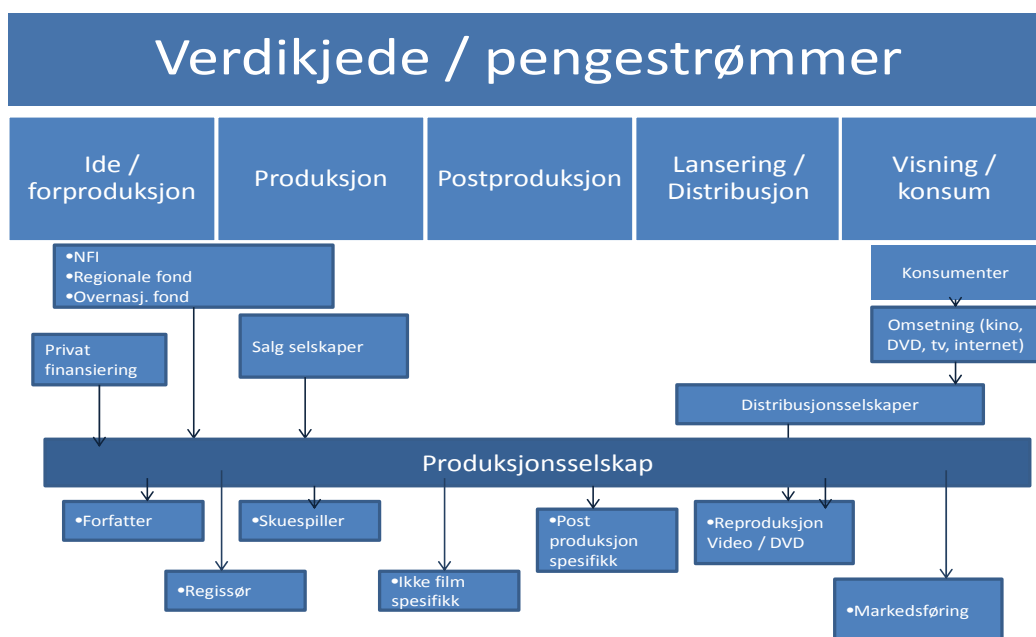 Verdikjede / pengestrømmer
Ide /
forproduksjon
Produksjon
Postproduksjon
Lansering /
Distribusjon
Visning /
konsum
•NFI
•Regionale fond
•Overnasj. fond
Konsumenter
Privat
finansiering
Salg selskaper
Omsetning (kino,
DVD, tv, internet)
Distribusjonsselskaper
Produksjonsselskap
•Forfatter
•Skuespiller
•Post
produksjon
spesifikk
•Reproduksjon
Video / DVD
•Regissør
•Ikke film
spesifikk
•Markedsføring